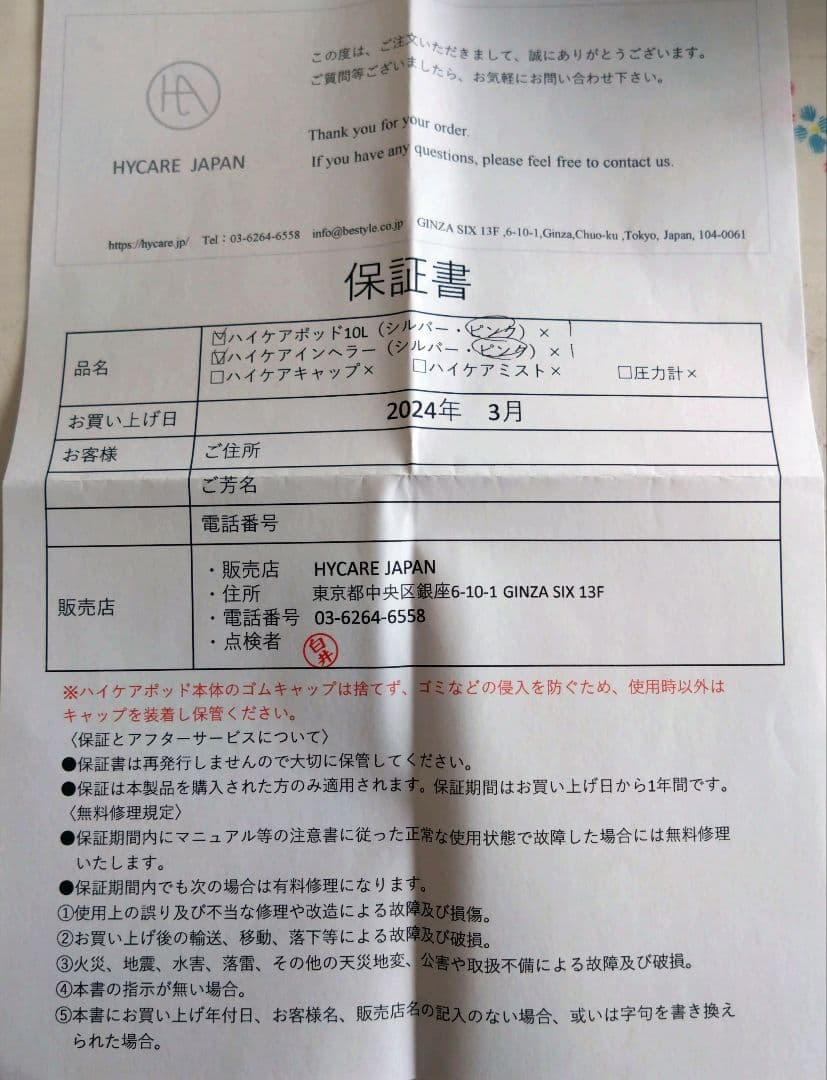 この度は、ご注文いただきまして、誠にありがとうございます。
ご質問等ございましたら、お気軽にお問い合わせ下さい。
HA
HYCARE JAPAN
Thank you for your order.
If you have any questions, please feel free to contact us.
https://hycare.jp/ Tel：03-6264-6558 info@bestyle.co.jp GINZA SIX 13F ,6-10-1,Ginza,Chuo-ku ,Tokyo, Japan, 104-0061
保証書
品名
☑ハイケアポッド10L（シルバー・ピンク）× 1
☑ハイケアインヘラー（シルバー・ピンク）× 1
□ハイケアキャップ× □ハイケアミスト× □圧力計×
お買い上げ日 2024年 3月
お客様 ご住所
ご芳名
電話番号
販売店
・販売店 HYCARE JAPAN
・住所 東京都中央区銀座6-10-1 GINZA SIX 13F
・電話番号 03-6264-6558
・点検者 白井
※ハイケアポッド本体のゴムキャップは捨てず、ゴミなどの侵入を防ぐため、使用時以外は
キャップを装着し保管ください。
〈保証とアフターサービスについて〉
●保証書は再発行しませんので大切に保管してください。
●保証は本製品を購入された方のみ適用されます。保証期間はお買い上げ日から1年間です。
〈無料修理規定〉
●保証期間内にマニュアル等の注意書に従った正常な使用状態で故障した場合には無料修理
いたします。
●保証期間内でも次の場合は有料修理になります。
①使用上の誤り及び不当な修理や改造による故障及び損傷。
②お買い上げ後の輸送、移動、落下等による故障及び破損。
③火災、地震、水害、落雷、その他の天災地変、公害や取扱不備による故障及び破損。
④本書の指示が無い場合。
⑤本書にお買い上げ年付日、お客様名、販売店名の記入のない場合、或いは字句を書き換え
られた場合。